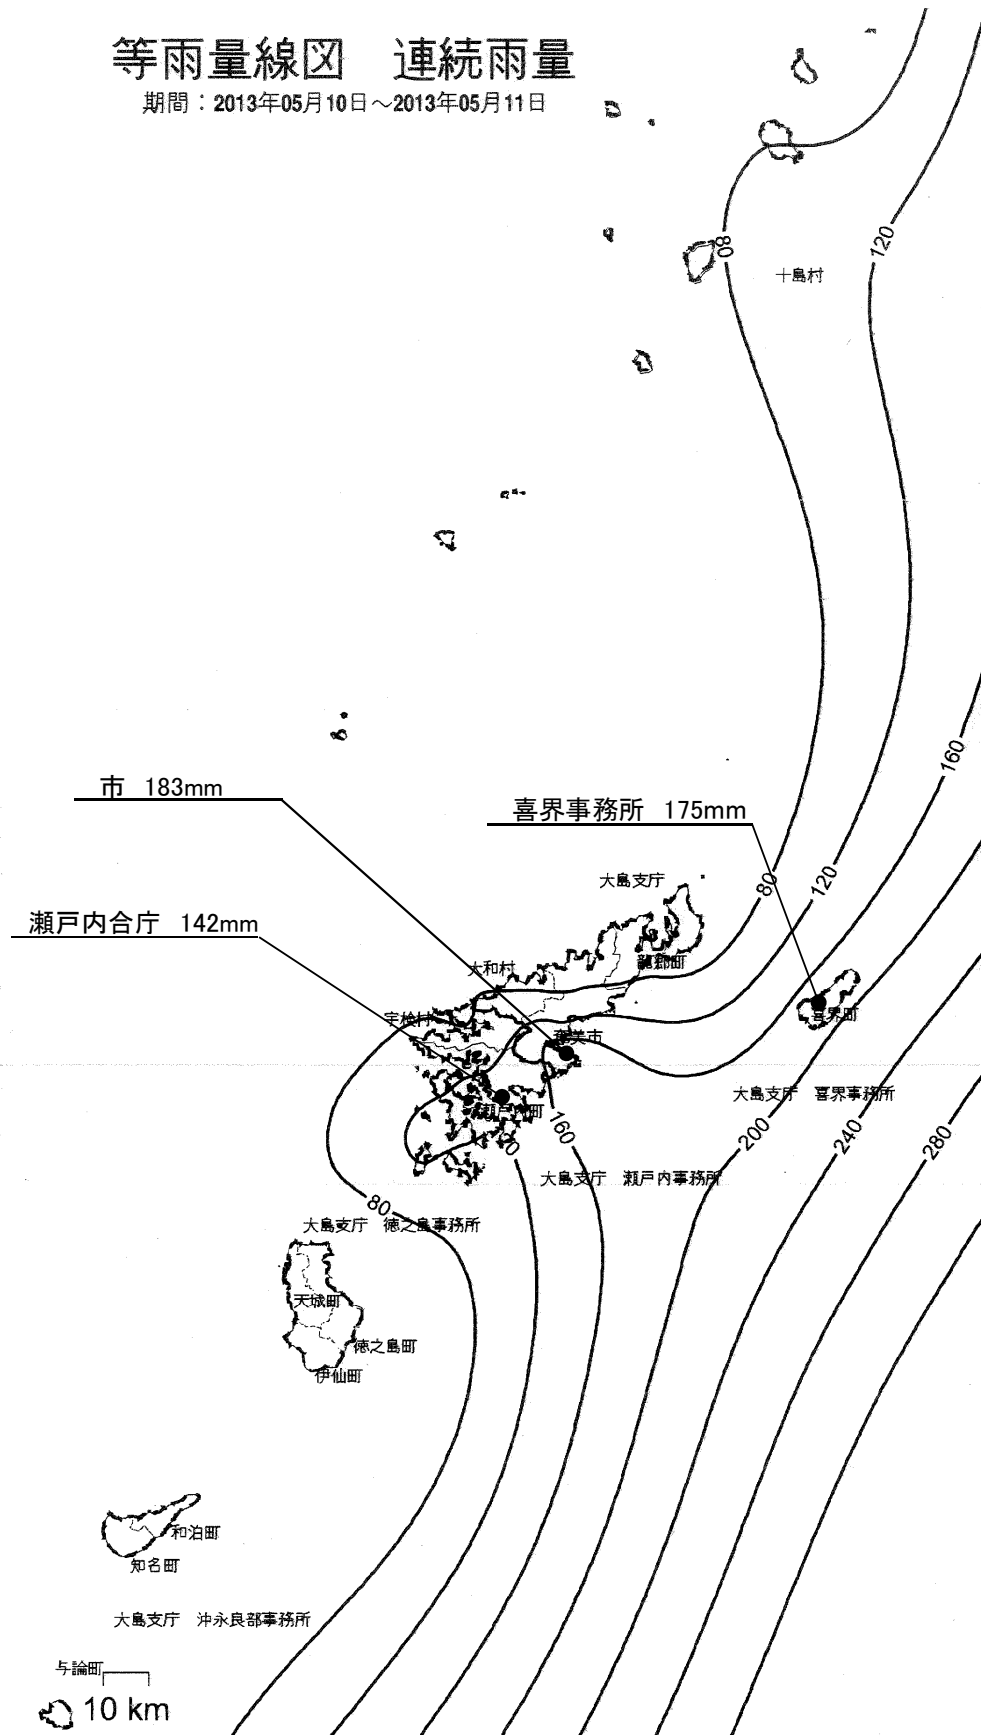 等雨量線図　連続雨量
期間：2013年05月10日～2013年05月11日
80
120
十島村
160
市　183mm
喜界事務所　175mm
大島支庁
80
120
瀬戸内合庁　142mm
龍郷町
大和村
宇検村
喜界町
奄美市
大島支庁　喜界事務所
瀬戸内町
160
200
240
280
大島支庁　瀬戸内事務所
80
大島支庁　徳之島事務所
天城町
徳之島町
伊仙町
和泊町
知名町
大島支庁　沖永良部事務所
与論町
10 km